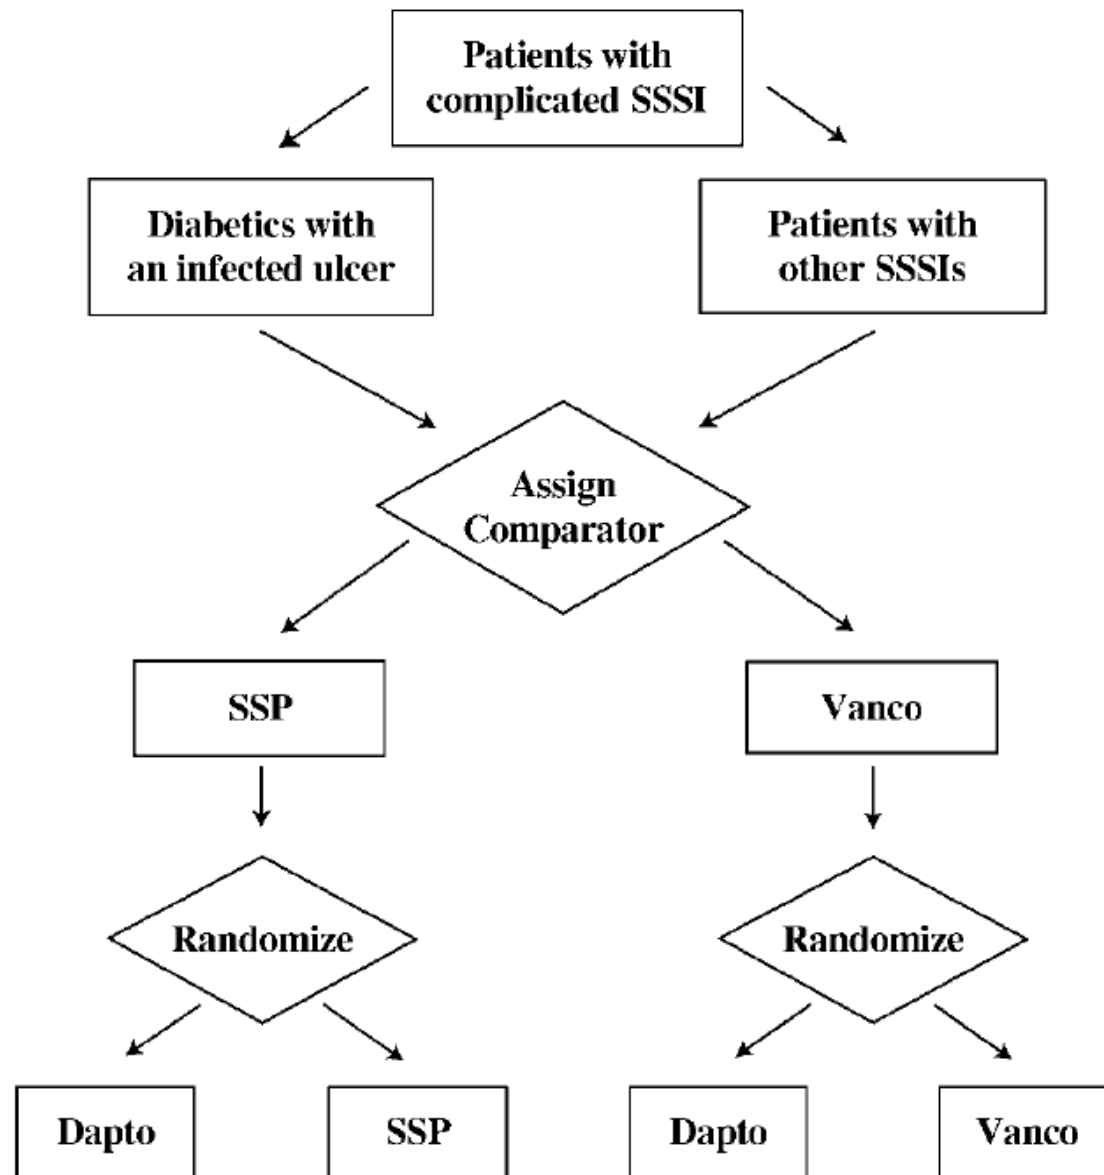 Patients with
complicated SSSI
Diabetics with
an infected ulcer
Patients with
other SSSIs
Assign
Comparator
SSP
Vanco
Randomize
Randomize
Dapto
SSP
Dapto
Vanco